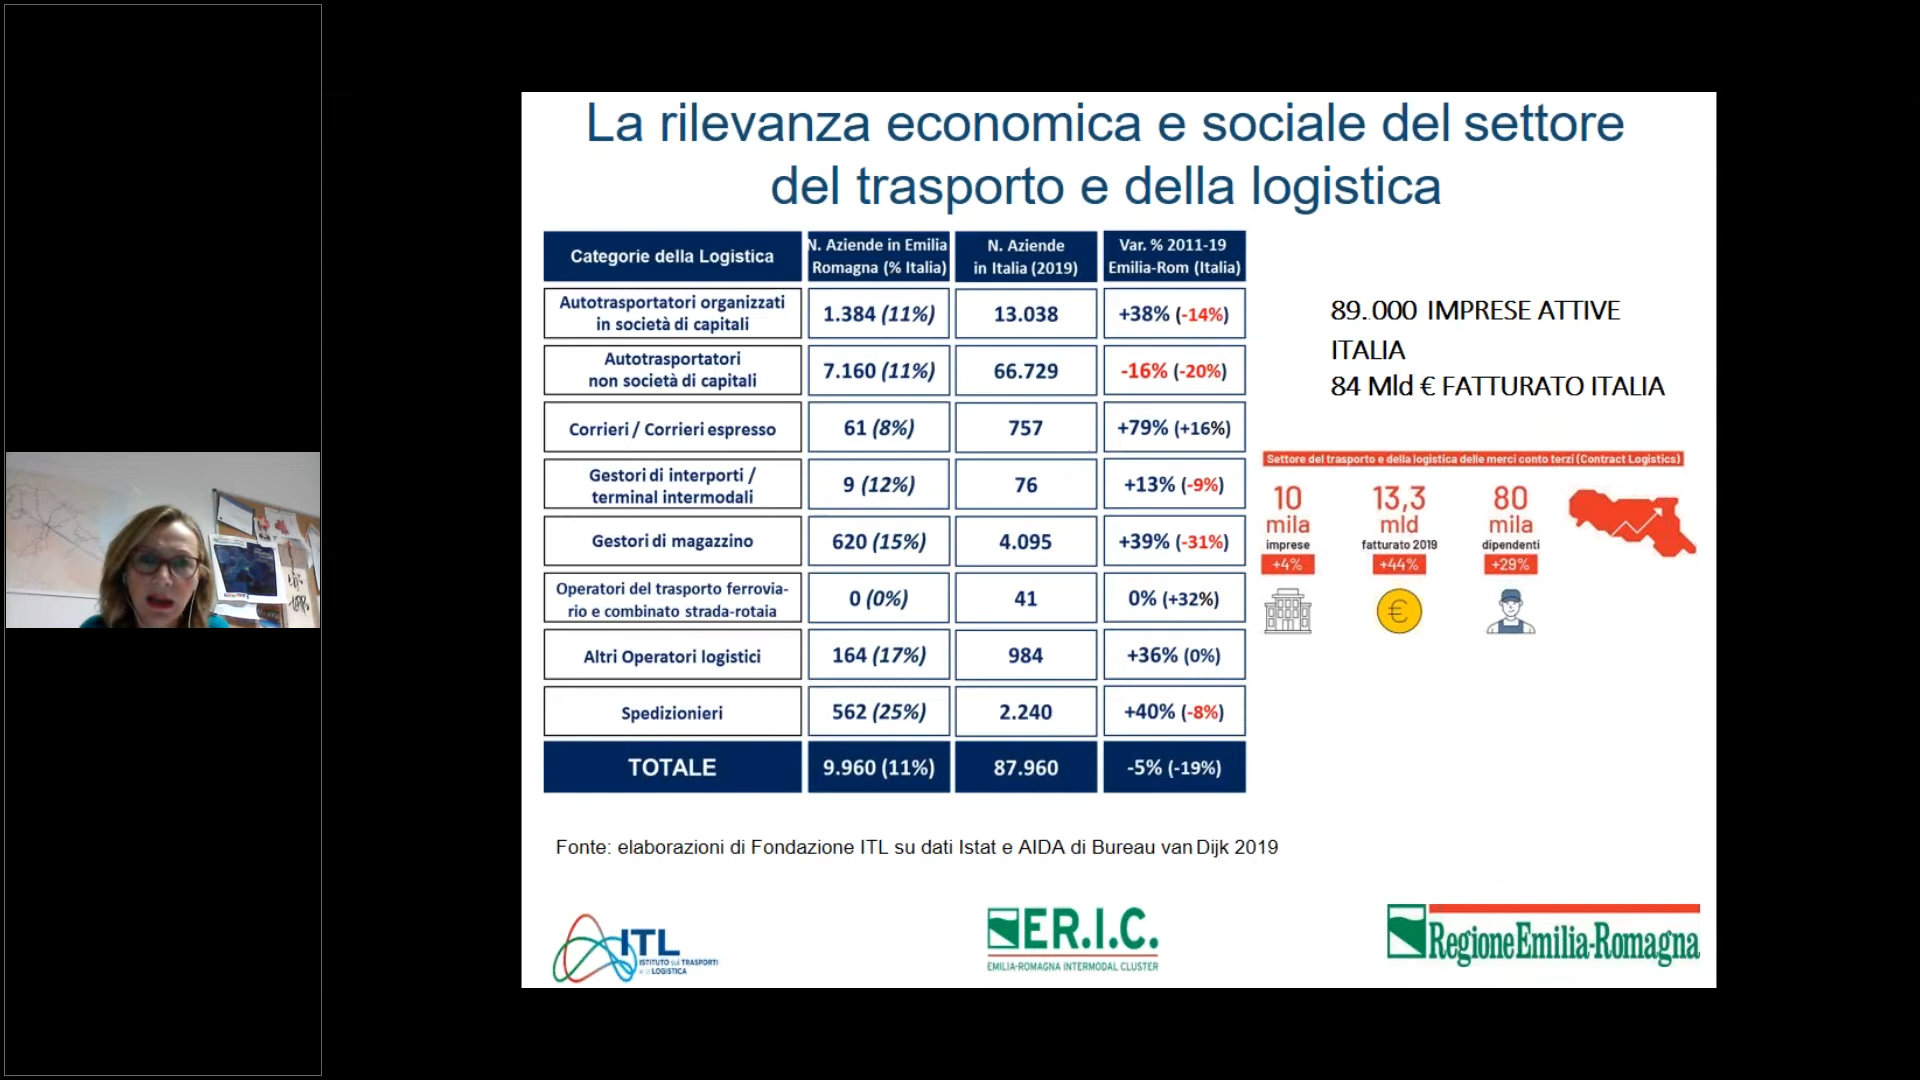 La rilevanza economica e sociale del settore
del trasporto e della logistica
Categorie della Logistica
N. Aziende in Emilia
Romagna (% Italia)
N. Aziende
in Italia (2019)
Var. % 2011-19
Emilia-Rom (Italia)
Autotrasportatori organizzati
in società di capitali
1.384 (11%)
13.038
+38% (-14%)
Autotrasportatori
non società di capitali
7.160 (11%)
66.729
-16% (-20%)
Corrieri / Corrieri espresso
61 (8%)
757
+79% (+16%)
Gestori di interporti /
terminal intermodali
9 (12%)
76
+13% (-9%)
Gestori di magazzino
620 (15%)
4.095
+39% (-31%)
Operatori del trasporto ferrovia-
rio e combinato strada-rotaia
0 (0%)
41
0% (+32%)
Altri Operatori logistici
164 (17%)
984
+36% (0%)
Spedizionieri
562 (25%)
2.240
+40% (-8%)
TOTALE
9.960 (11%)
87.960
-5% (-19%)
89..000 IMPRESE ATTIVE
ITALIA
84 Mld € FATTURATO ITALIA
Settore del trasporto e della logistica delle merci conto terzi (Contract Logistics)
10
mila
imprese
+4%
13,3
mld
fatturato 2019
+44%
80
mila
dipendenti
+29%
Fonte: elaborazioni di Fondazione ITL su dati Istat e AIDA di Bureau van Dijk 2019
ITL
ISTITUTO sui TRASPORTI
e la LOGISTICA
ER.I.C.
EMILIA-ROMAGNA INTERMODAL CLUSTER
RegioneEmilia-Romagna